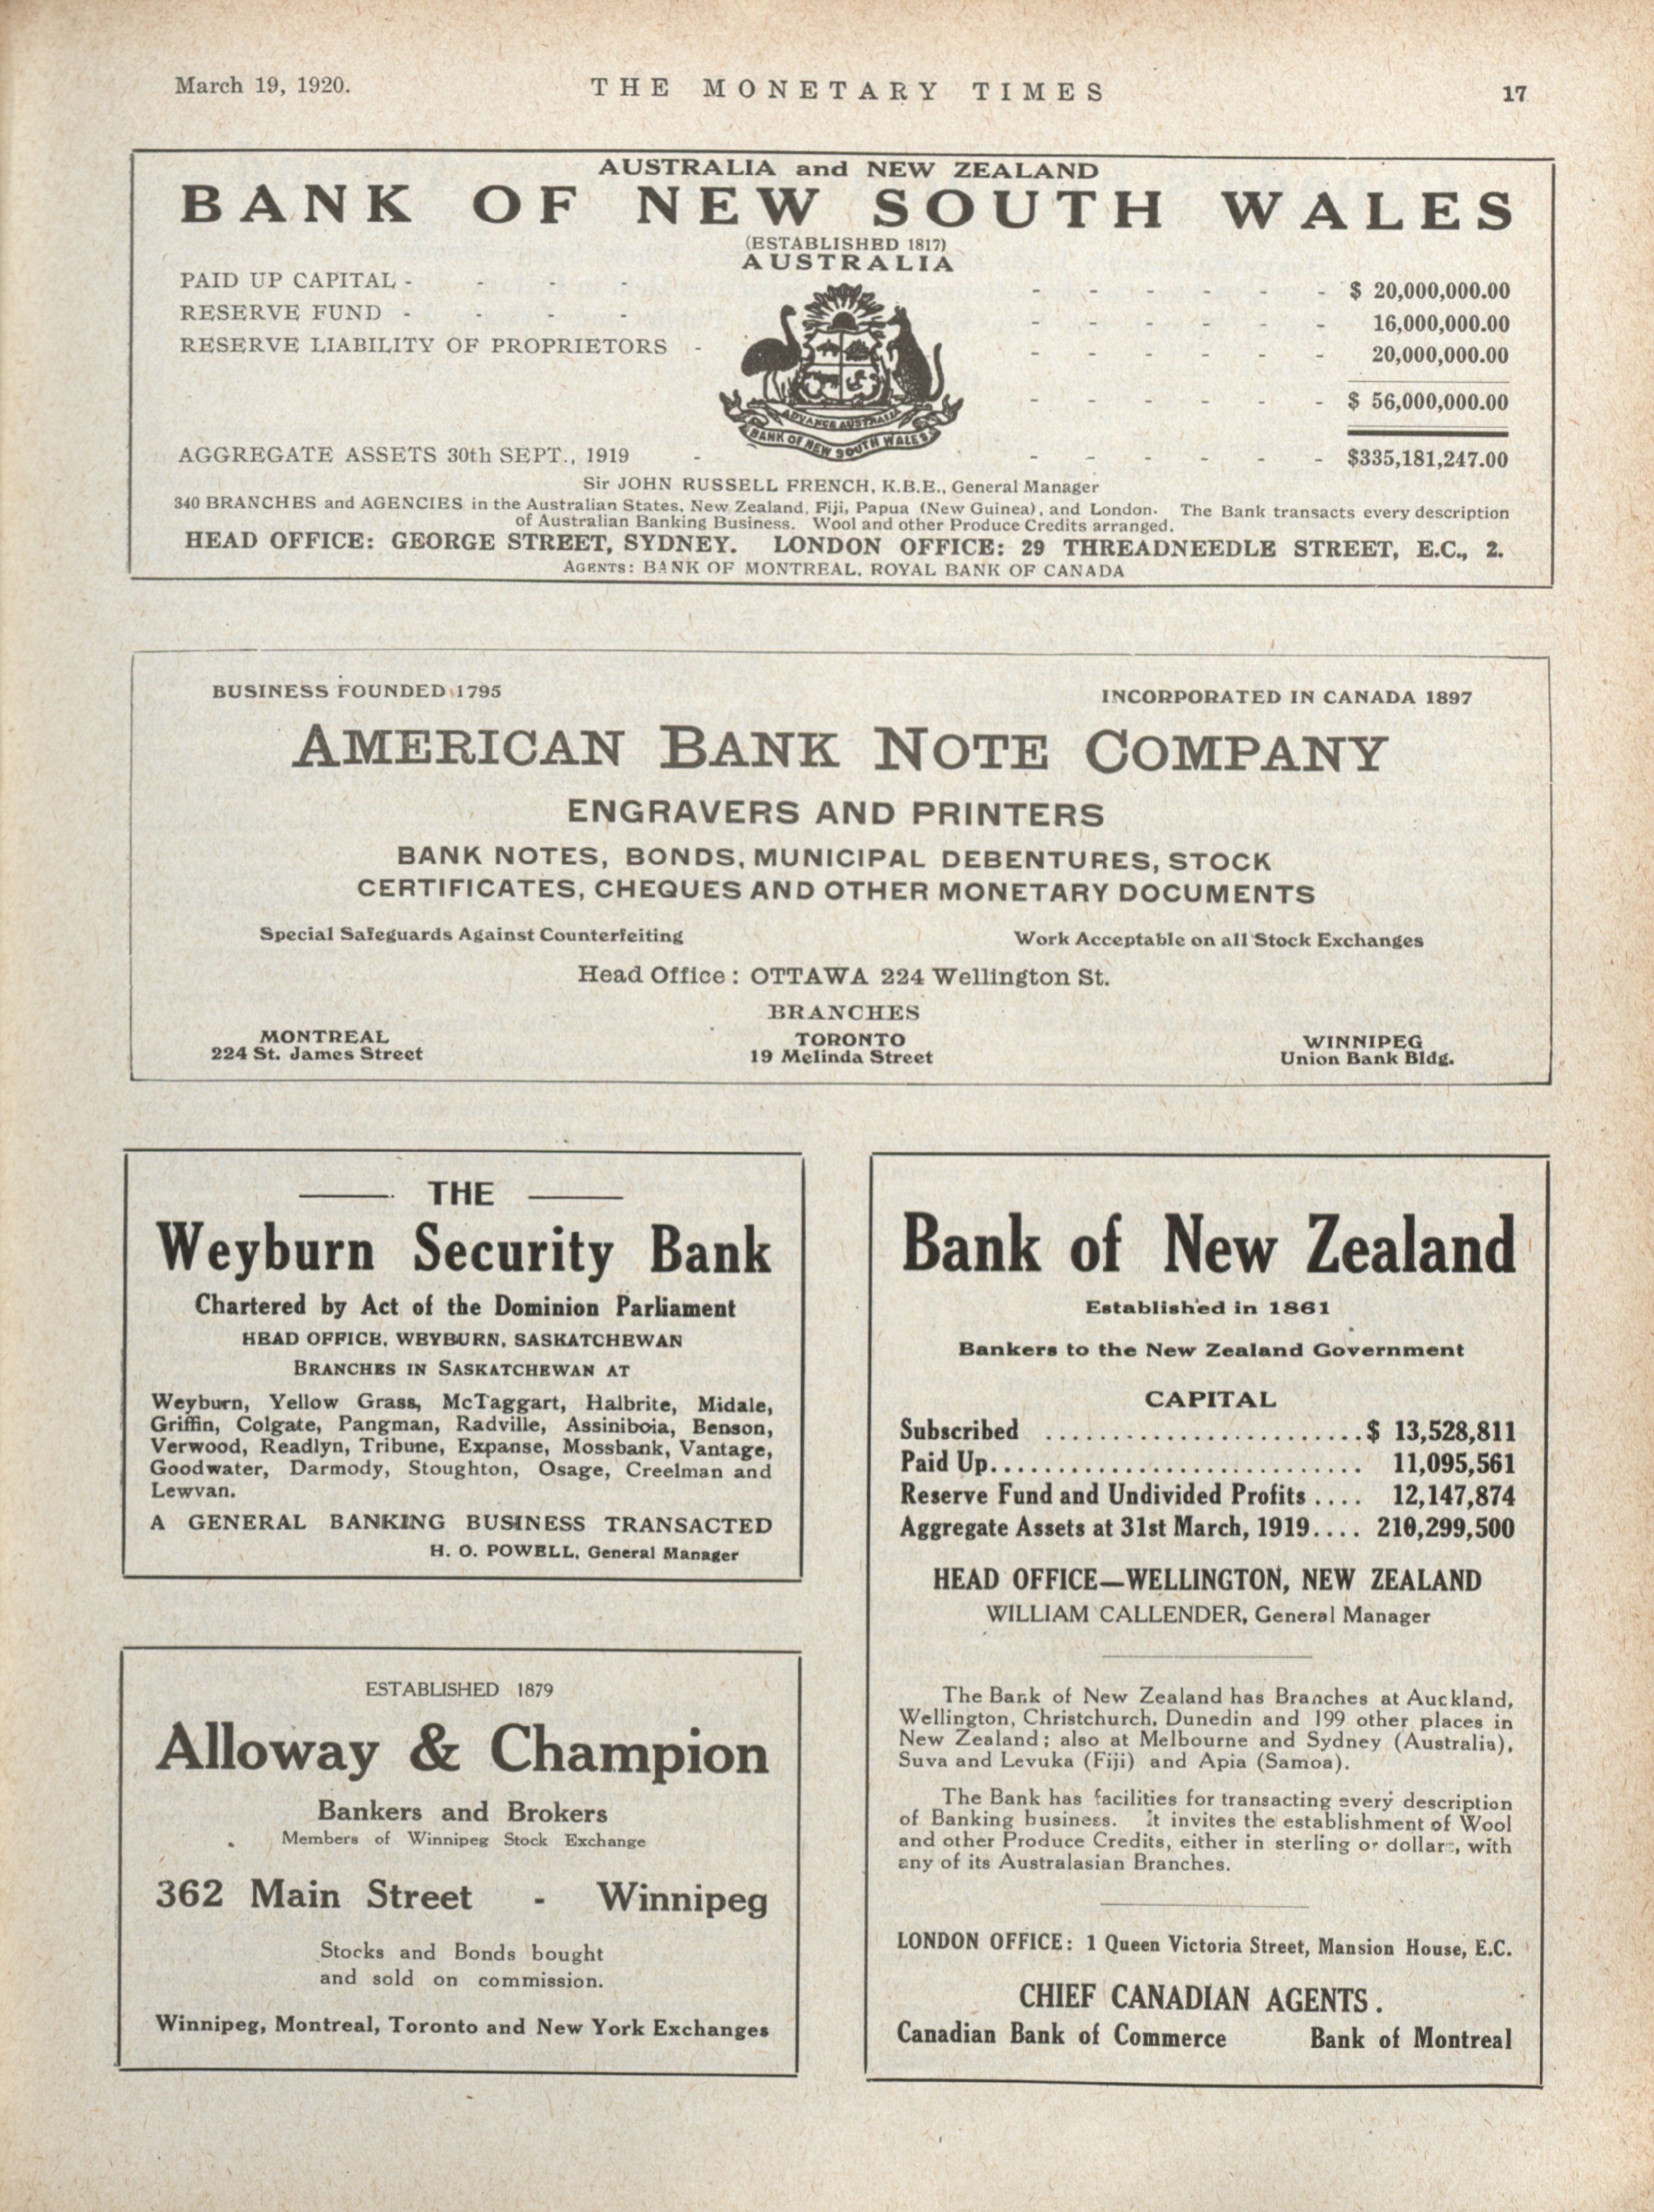 March 19, 1920.
THE MONETARY TIMES
17
AUSTRALIA and NEW ZEALAND
BANK OF NEW SOUTH WALES
(ESTABLISHED 1817)
AUSTRALIA
PAID UP CAPITAL - - - - - - - - - - $ 20,000,000.00
RESERVE FUND - - - - - - - - - - 16,000,000.00
RESERVE LIABILITY OF PROPRIETORS - - - - - - - 20,000,000.00
- - - - - - $ 56,000,000.00
ADVANCE AUSTRALIA
BANK OF NEW SOUTH WALES
AGGREGATE ASSETS 30th SEPT., 1919 - - - - - - - $335,181,247.00
Sir JOHN RUSSELL FRENCH, K.B.E., General Manager
340 BRANCHES and AGENCIES in the Australian States, New Zealand, Fiji, Papua (New Guinea), and London. The Bank transacts every description
of Australian Banking Business. Wool and other Produce Credits arranged.
HEAD OFFICE: GEORGE STREET, SYDNEY. LONDON OFFICE: 29 THREADNEEDLE STREET, E.C., 2.
AGENTS: BANK OF MONTREAL, ROYAL BANK OF CANADA
BUSINESS FOUNDED 1795
INCORPORATED IN CANADA 1897
AMERICAN BANK NOTE COMPANY
ENGRAVERS AND PRINTERS
BANK NOTES, BONDS, MUNICIPAL DEBENTURES, STOCK
CERTIFICATES, CHEQUES AND OTHER MONETARY DOCUMENTS
Special Safeguards Against Counterfeiting
Work Acceptable on all Stock Exchanges
Head Office: OTTAWA 224 Wellington St.
BRANCHES
MONTREAL
224 St. James Street
TORONTO
19 Melinda Street
WINNIPEG
Union Bank Bldg.
THE
Weyburn Security Bank
Chartered by Act of the Dominion Parliament
HEAD OFFICE, WEYBURN, SASKATCHEWAN
BRANCHES IN SASKATCHEWAN AT
Weyburn, Yellow Grass, McTaggart, Halbrite, Midale,
Griffin, Colgate, Pangman, Radville, Assiniboia, Benson,
Verwood, Readlyn, Tribune, Expanse, Mossbank, Vantage,
Goodwater, Darmody, Stoughton, Osage, Creelman and
Lewvan.
A GENERAL BANKING BUSINESS TRANSACTED
H. O. POWELL, General Manager
ESTABLISHED 1879
Alloway & Champion
Bankers and Brokers
Members of Winnipeg Stock Exchange
362 Main Street - Winnipeg
Stocks and Bonds bought
and sold on commission.
Winnipeg, Montreal, Toronto and New York Exchanges
Bank of New Zealand
Established in 1861
Bankers to the New Zealand Government
CAPITAL
Subscribed ........................$ 13,528,811
Paid Up............................ 11,095,561
Reserve Fund and Undivided Profits .... 12,147,874
Aggregate Assets at 31st March, 1919.... 210,299,500
HEAD OFFICE—WELLINGTON, NEW ZEALAND
WILLIAM CALLENDER, General Manager
The Bank of New Zealand has Branches at Auckland,
Wellington, Christchurch, Dunedin and 199 other places in
New Zealand; also at Melbourne and Sydney (Australia),
Suva and Levuka (Fiji) and Apia (Samoa).
The Bank has facilities for transacting every description
of Banking business. It invites the establishment of Wool
and other Produce Credits, either in sterling or dollars, with
any of its Australasian Branches.
LONDON OFFICE: 1 Queen Victoria Street, Mansion House, E.C.
CHIEF CANADIAN AGENTS.
Canadian Bank of Commerce Bank of Montreal